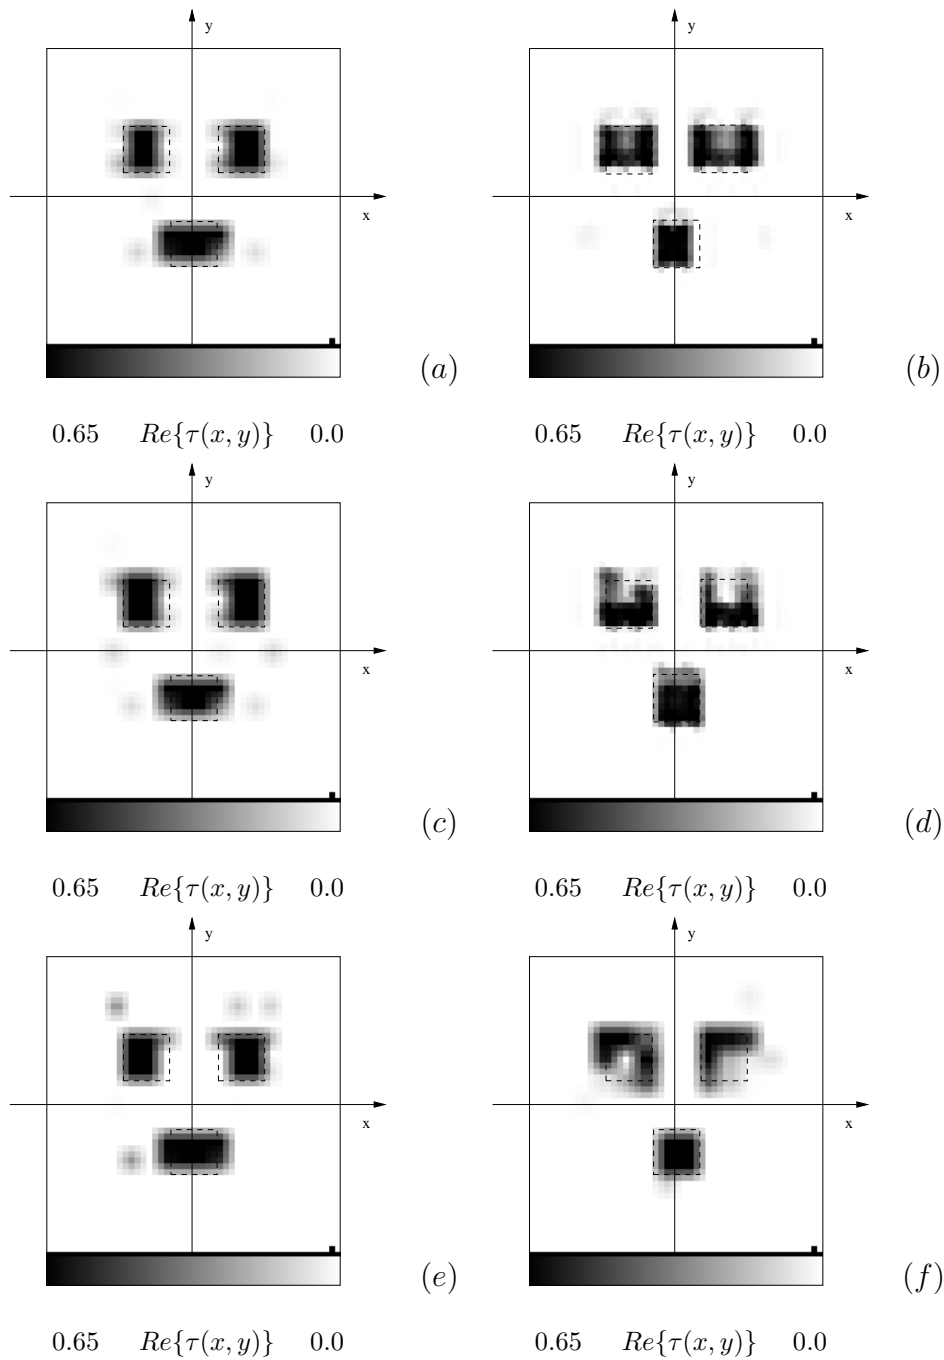 y y
x x
(a) (b)
0.65 Re{τ(x, y)} 0.0 0.65 Re{τ(x, y)} 0.0
y y
x x
(c) (d)
0.65 Re{τ(x, y)} 0.0 0.65 Re{τ(x, y)} 0.0
y y
x x
(e) (f)
0.65 Re{τ(x, y)} 0.0 0.65 Re{τ(x, y)} 0.0